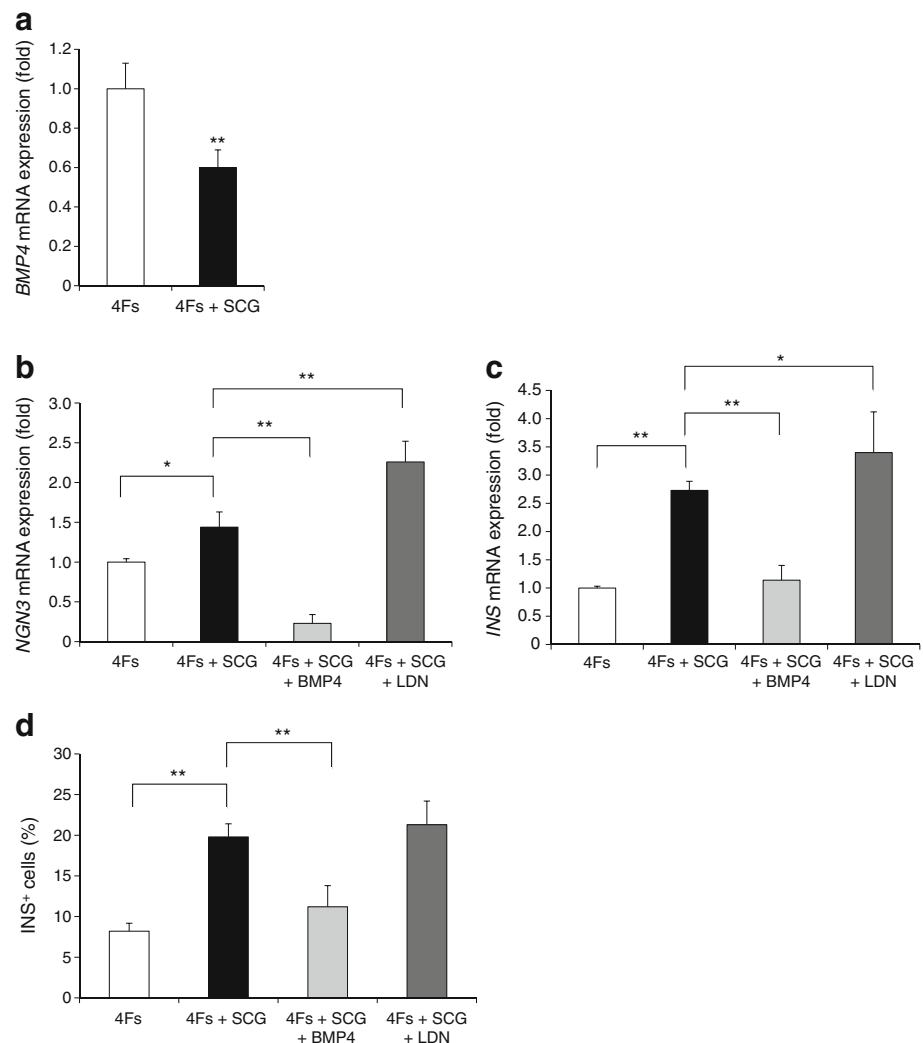 a
BMP4 mRNA expression (fold)
1.2
1.0
0.8
0.6
0.4
0.2
0
**
4Fs
4Fs + SCG
b
NGN3 mRNA expression (fold)
3.0
2.5
2.0
1.5
1.0
0.5
0
*
**
**
4Fs
4Fs + SCG
4Fs + SCG
+ BMP4
4Fs + SCG
+ LDN
c
INS mRNA expression (fold)
4.5
4.0
3.5
3.0
2.5
2.0
1.5
1.0
0.5
0
**
**
*
4Fs
4Fs + SCG
4Fs + SCG
+ BMP4
4Fs + SCG
+ LDN
d
INS⁺ cells (%)
30
25
20
15
10
5
0
**
**
4Fs
4Fs + SCG
4Fs + SCG
+ BMP4
4Fs + SCG
+ LDN